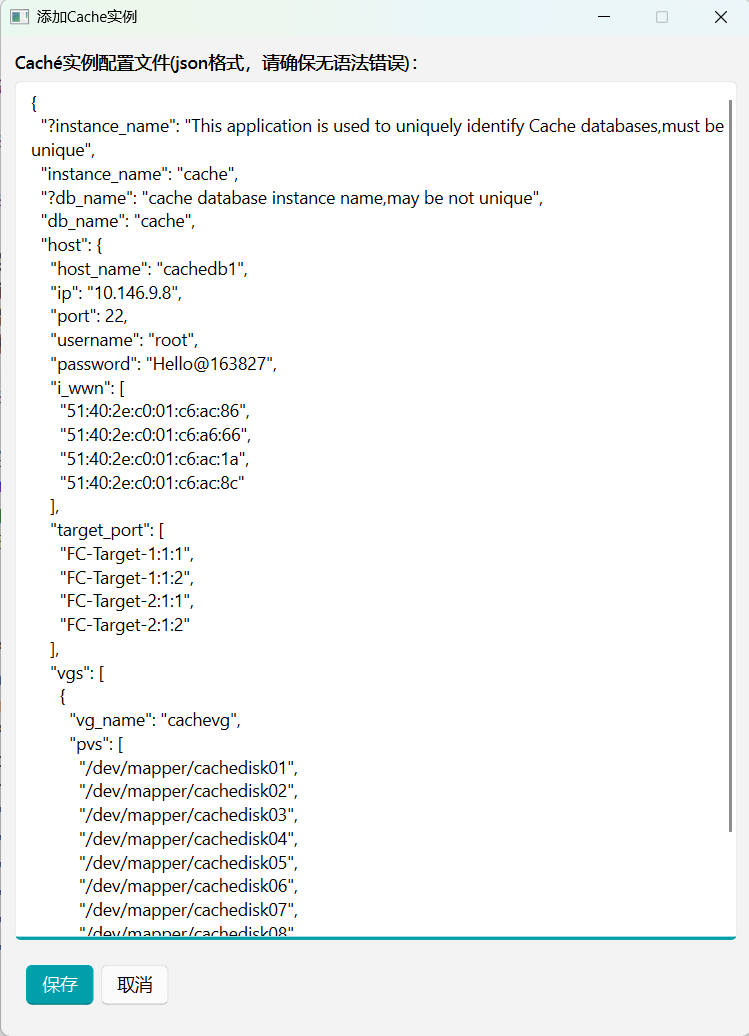 添加Cache实例
Caché实例配置文件(json格式，请确保无语法错误)：
{
"?instance_name": "This application is used to uniquely identify Cache databases,must be
unique",
"instance_name": "cache",
"?db_name": "cache database instance name,may be not unique",
"db_name": "cache",
"host": {
"host_name": "cachedb1",
"ip": "10.146.9.8",
"port": 22,
"username": "root",
"password": "Hello@163827",
"i_wwn": [
"51:40:2e:c0:01:c6:ac:86",
"51:40:2e:c0:01:c6:a6:66",
"51:40:2e:c0:01:c6:ac:1a",
"51:40:2e:c0:01:c6:ac:8c"
],
"target_port": [
"FC-Target-1:1:1",
"FC-Target-1:1:2",
"FC-Target-2:1:1",
"FC-Target-2:1:2"
],
"vgs": [
{
"vg_name": "cachevg",
"pvs": [
"/dev/mapper/cachedisk01",
"/dev/mapper/cachedisk02",
"/dev/mapper/cachedisk03",
"/dev/mapper/cachedisk04",
"/dev/mapper/cachedisk05",
"/dev/mapper/cachedisk06",
"/dev/mapper/cachedisk07",
"/dev/mapper/cachedisk08"
保存 取消